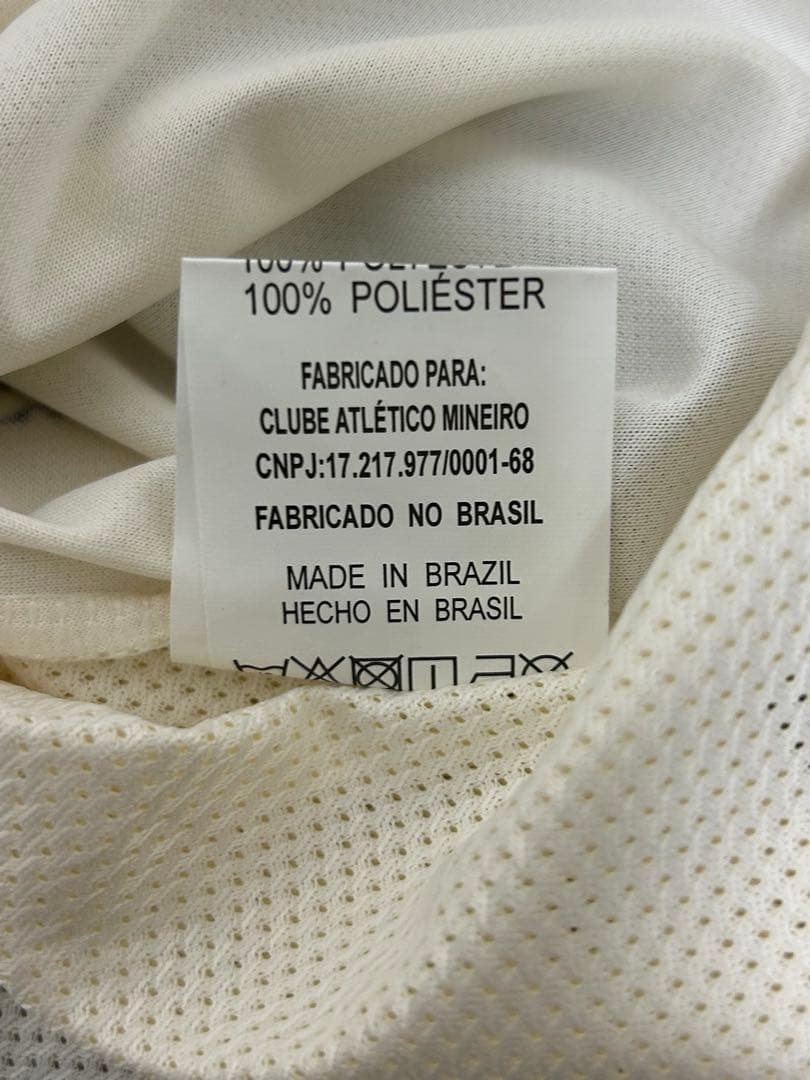 100% POLIÉSTER
FABRICADO PARA:
CLUBE ATLÉTICO MINEIRO
CNPJ:17.217.977/0001-68
FABRICADO NO BRASIL
MADE IN BRAZIL
HECHO EN BRASIL